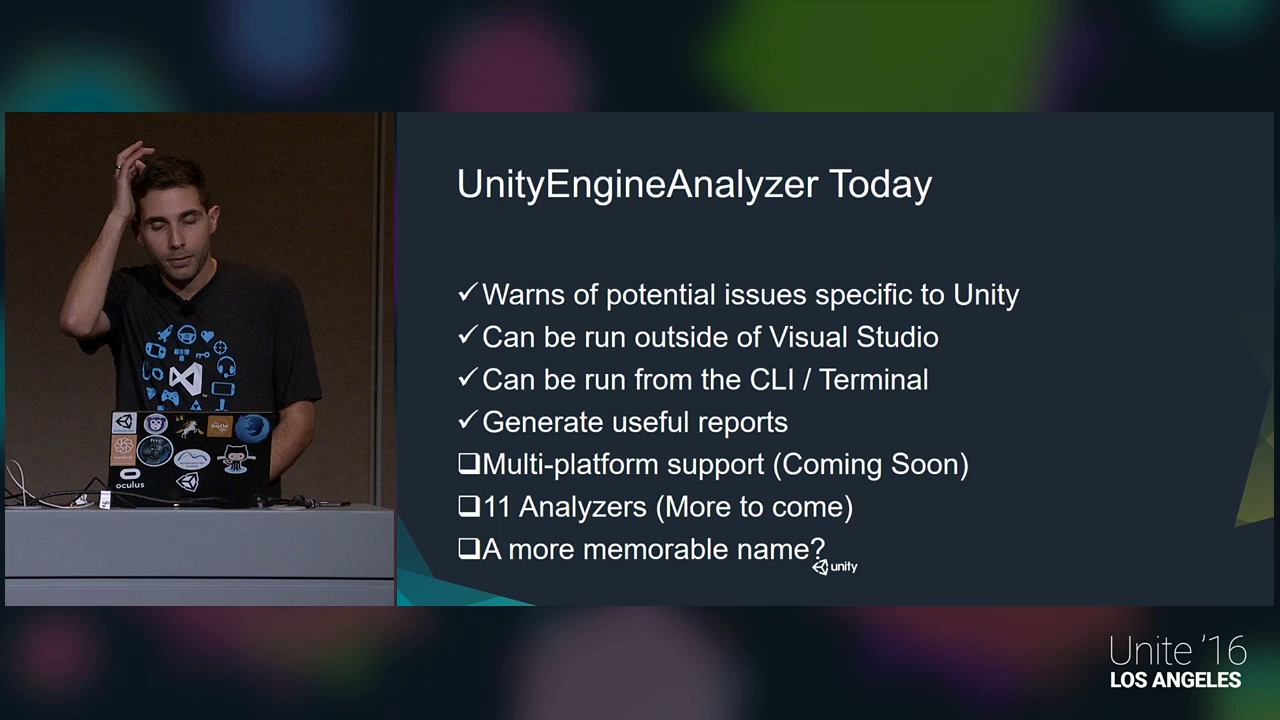 UnityEngineAnalyzer Today
Warns of potential issues specific to Unity
Can be run outside of Visual Studio
Can be run from the CLI / Terminal
Generate useful reports
Multi-platform support (Coming Soon)
11 Analyzers (More to come)
A more memorable name?
unity
oculus
Unite '16
LOS ANGELES